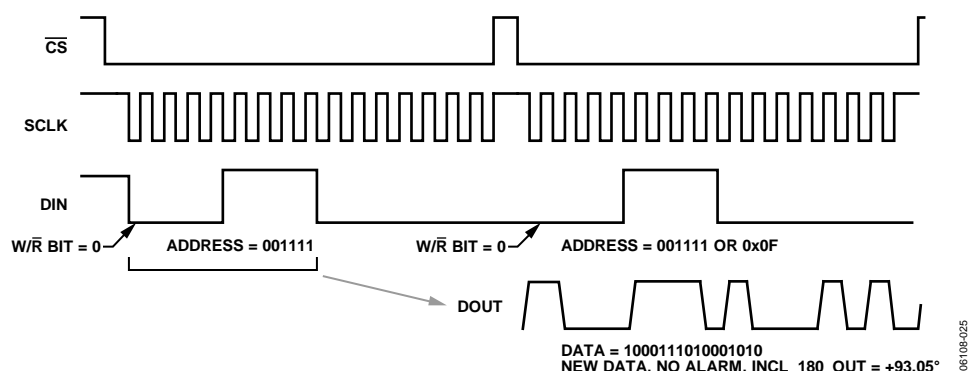 CS
SCLK
DIN
W/R BIT = 0
ADDRESS = 001111
W/R BIT = 0
ADDRESS = 001111 OR 0x0F
DOUT
DATA = 1000111010001010
NEW DATA, NO ALARM, INCL_180_OUT = +93.05°
06108-025